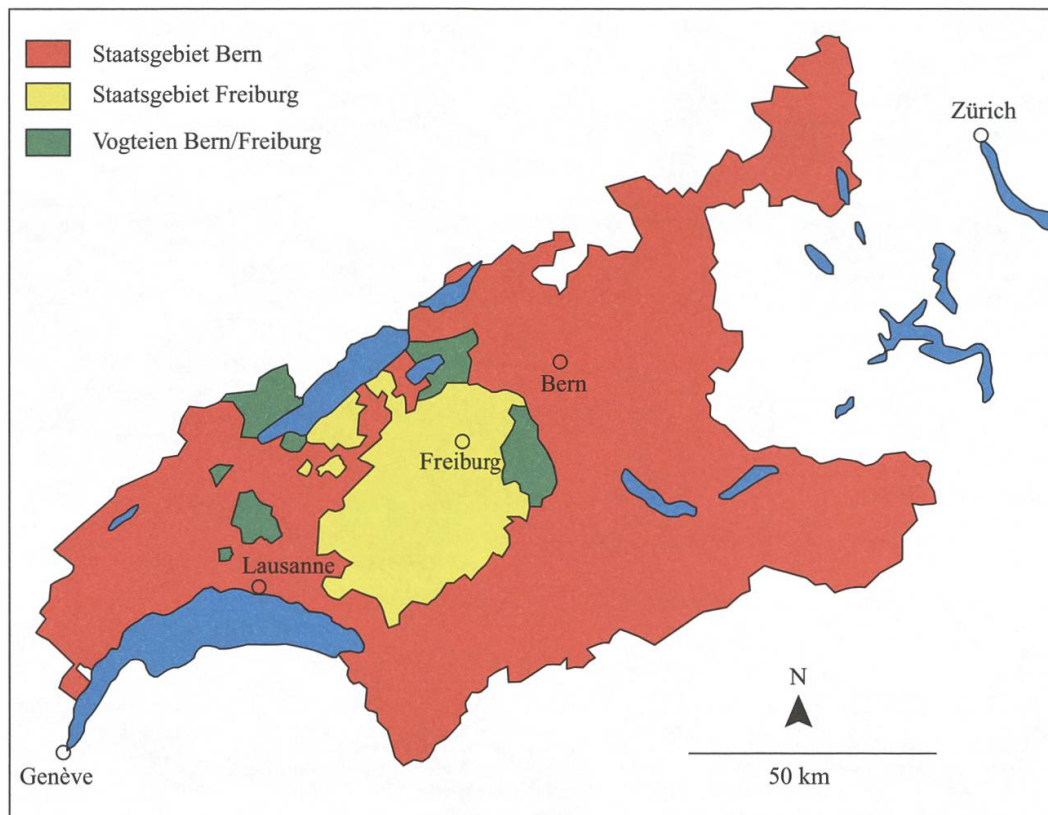 Staatsgebiet Bern
Staatsgebiet Freiburg
Vogteien Bern/Freiburg
Zürich
Bern
Freiburg
Lausanne
Genève
N
50 km